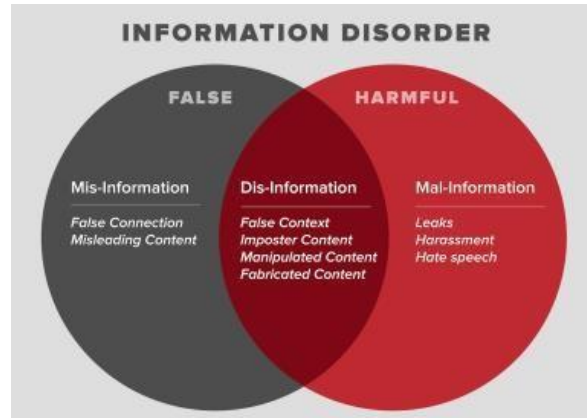 INFORMATION DISORDER
FALSE
HARMFUL
Mis-Information
False Connection
Misleading Content
Dis-Information
False Context
Imposter Content
Manipulated Content
Fabricated Content
Mal-Information
Leaks
Harassment
Hate speech